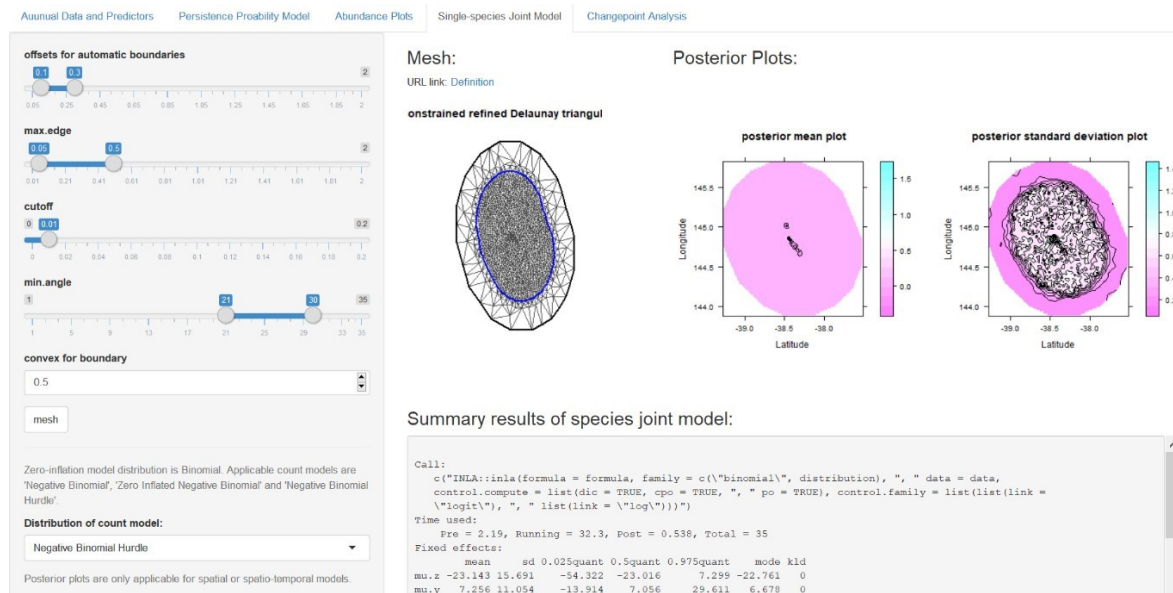 Auunual Data and Predictors Persistence Proability Model Abundance Plots Single-species Joint Model Changepoint Analysis
offsets for automatic boundaries
0.1 0.3 2
0.05 0.25 0.45 0.65 0.85 1.05 1.25 1.45 1.65 1.85 2
max.edge
0.05 0.5 2
0.01 0.21 0.41 0.61 0.81 1.01 1.21 1.41 1.61 1.81 2
cutoff
0 0.01 0.2
0 0.02 0.04 0.06 0.08 0.1 0.12 0.14 0.16 0.18 0.2
min.angle
1 21 30 35
1 5 9 13 17 21 25 29 33 35
convex for boundary
0.5
mesh
Zero-inflation model distribution is Binomial. Applicable count models are
'Negative Binomial', 'Zero Inflated Negative Binomial' and 'Negative Binomial
Hurdle'.
Distribution of count model:
Negative Binomial Hurdle
Posterior plots are only applicable for spatial or spatio-temporal models.
Mesh:
URL link: Definition
onstrained refined Delaunay triangul
Posterior Plots:
posterior mean plot
Longitude
145.5
145.0
144.5
144.0
-39.0 -38.5 -38.0
Latitude
1.5
1.0
0.5
0.0
posterior standard deviation plot
Longitude
145.5
145.0
144.5
144.0
-39.0 -38.5 -38.0
Latitude
Summary results of species joint model:
Call:
c("INLA::inla(formula = formula, family = c(\"binomial\", distribution), ", " data = data,
control.compute = list(dic = TRUE, cpo = TRUE, ", " po = TRUE), control.family = list(list(link =
\"logit\"), ", " list(link = \"log\")))")
Time used:
Pre = 2.19, Running = 32.3, Post = 0.538, Total = 35
Fixed effects:
mean sd 0.025quant 0.5quant 0.975quant mode kld
mu.z -23.143 15.691 -54.322 -23.016 7.299 -22.761 0
mu.y 7.256 11.054 -13.914 7.056 29.611 6.678 0